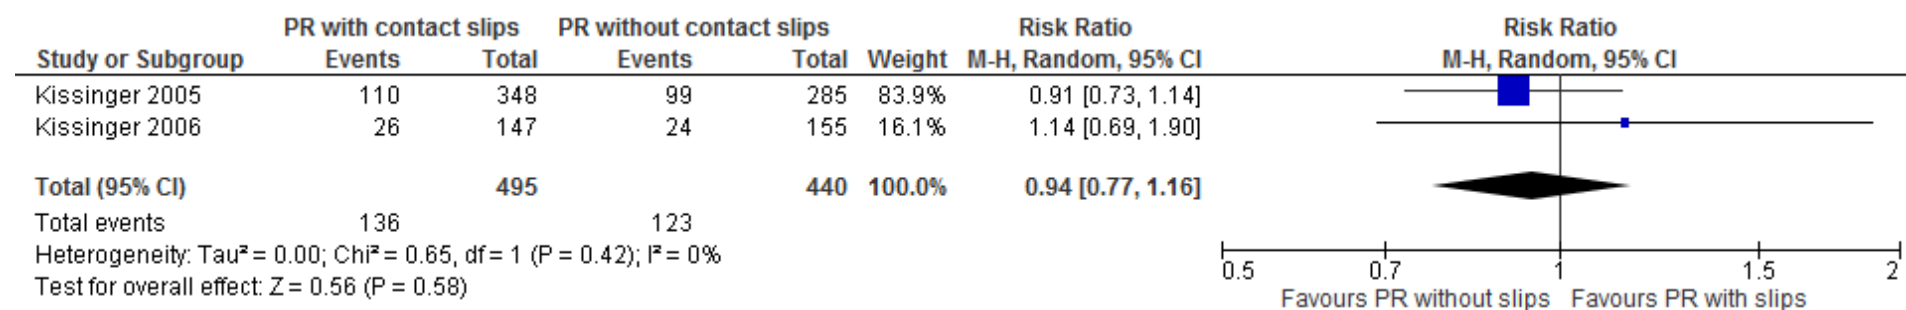 PR with contact slips PR without contact slips Risk Ratio Risk Ratio
Study or Subgroup Events Total Events Total Weight M-H, Random, 95% CI M-H, Random, 95% CI
Kissinger 2005 110 348 99 285 83.9% 0.91 [0.73, 1.14]
Kissinger 2006 26 147 24 155 16.1% 1.14 [0.69, 1.90]
Total (95% CI) 495 440 100.0% 0.94 [0.77, 1.16]
Total events 136 123
Heterogeneity: Tau² = 0.00; Chi² = 0.65, df = 1 (P = 0.42); I² = 0%
Test for overall effect: Z = 0.56 (P = 0.58)
0.5 0.7 1 1.5 2
Favours PR without slips Favours PR with slips